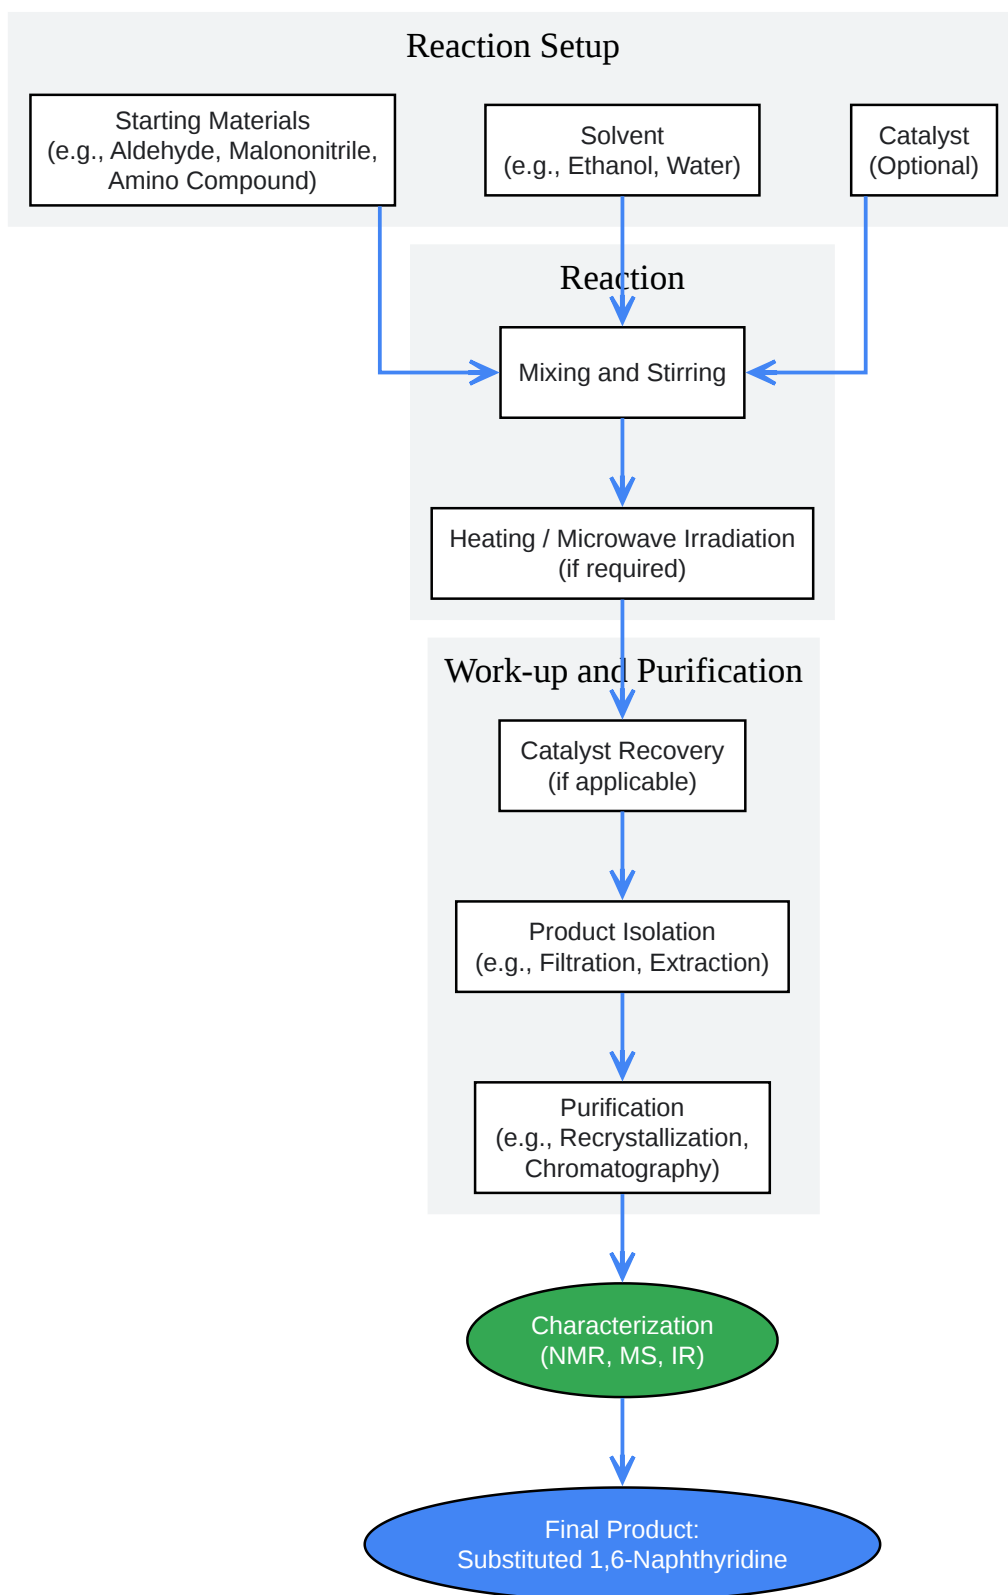 Reaction Setup
Starting Materials
(e.g., Aldehyde, Malononitrile,
Amino Compound)
Solvent
(e.g., Ethanol, Water)
Catalyst
(Optional)
Reaction
Mixing and Stirring
Heating / Microwave Irradiation
(if required)
Work-up and Purification
Catalyst Recovery
(if applicable)
Product Isolation
(e.g., Filtration, Extraction)
Purification
(e.g., Recrystallization,
Chromatography)
Characterization
(NMR, MS, IR)
Final Product:
Substituted 1,6-Naphthyridine